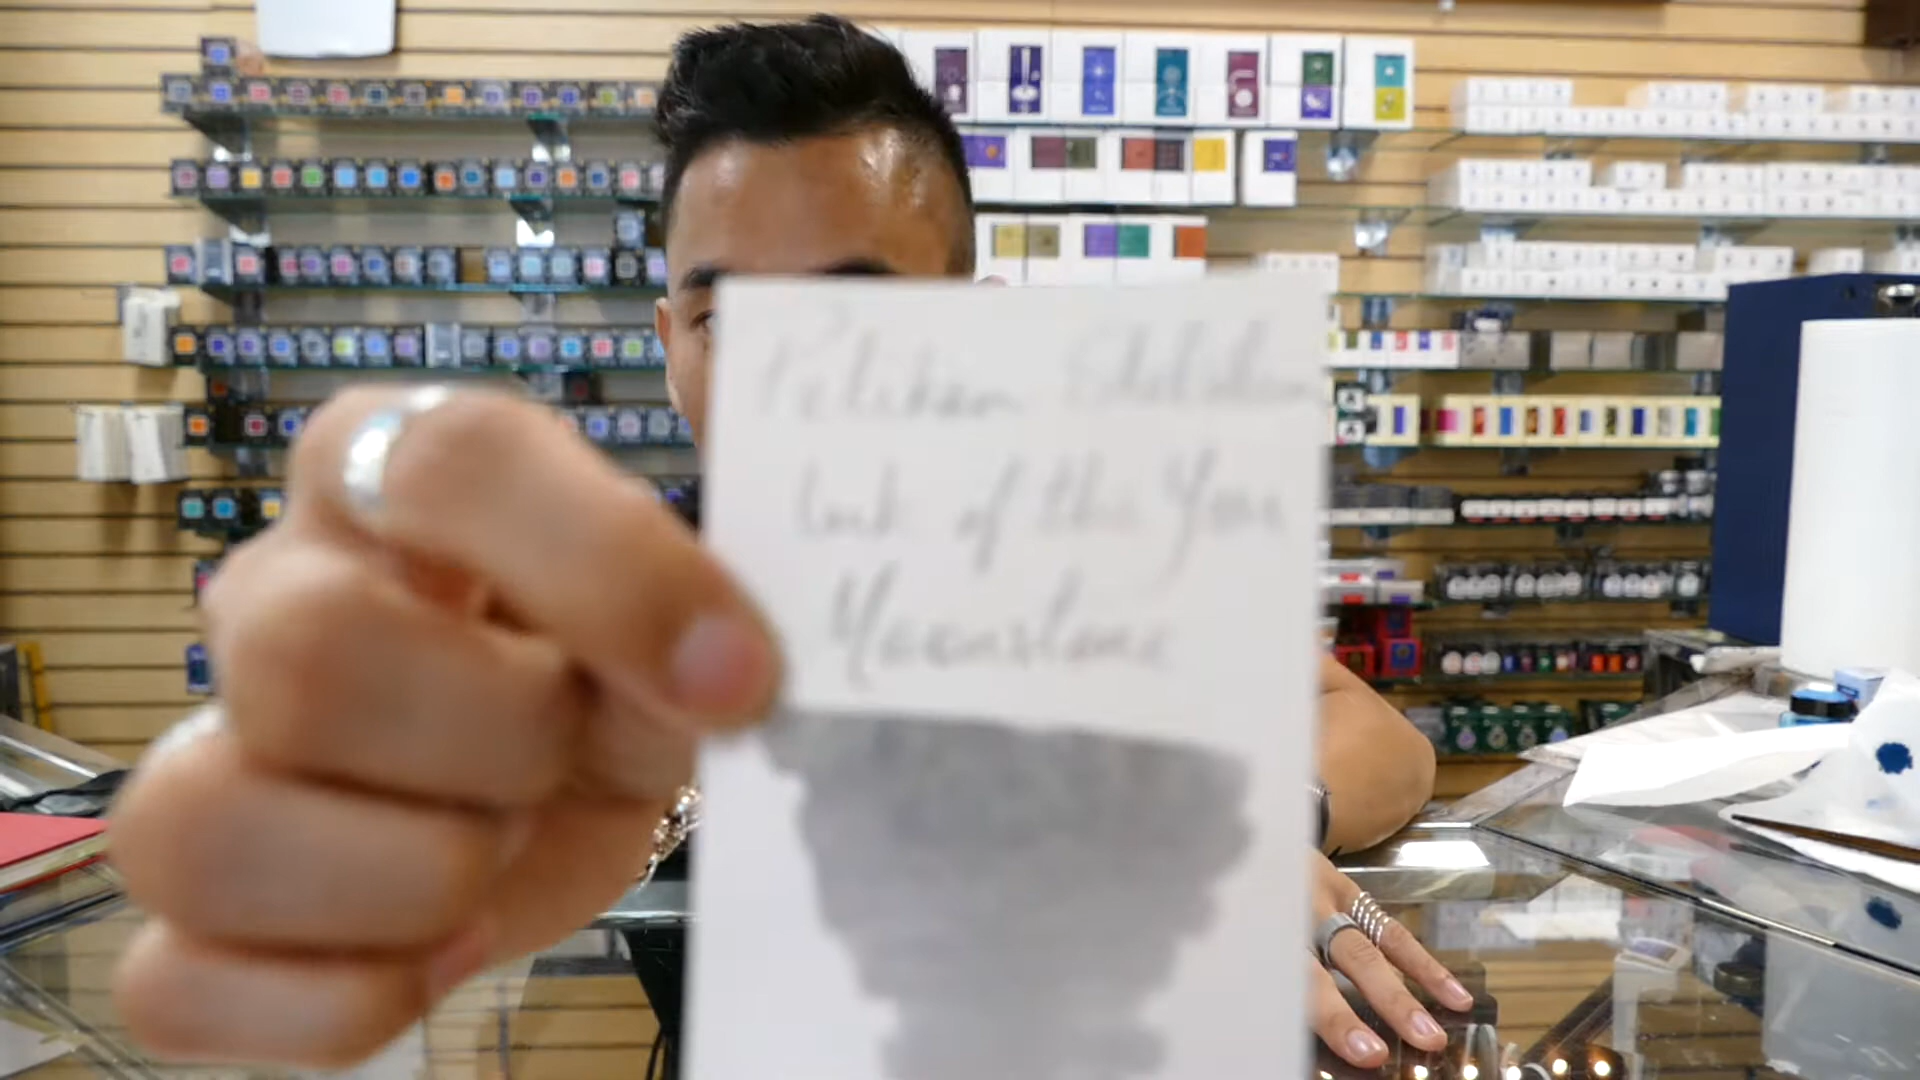 Pelikan Edelstein
Ink of the Year
Moonstone